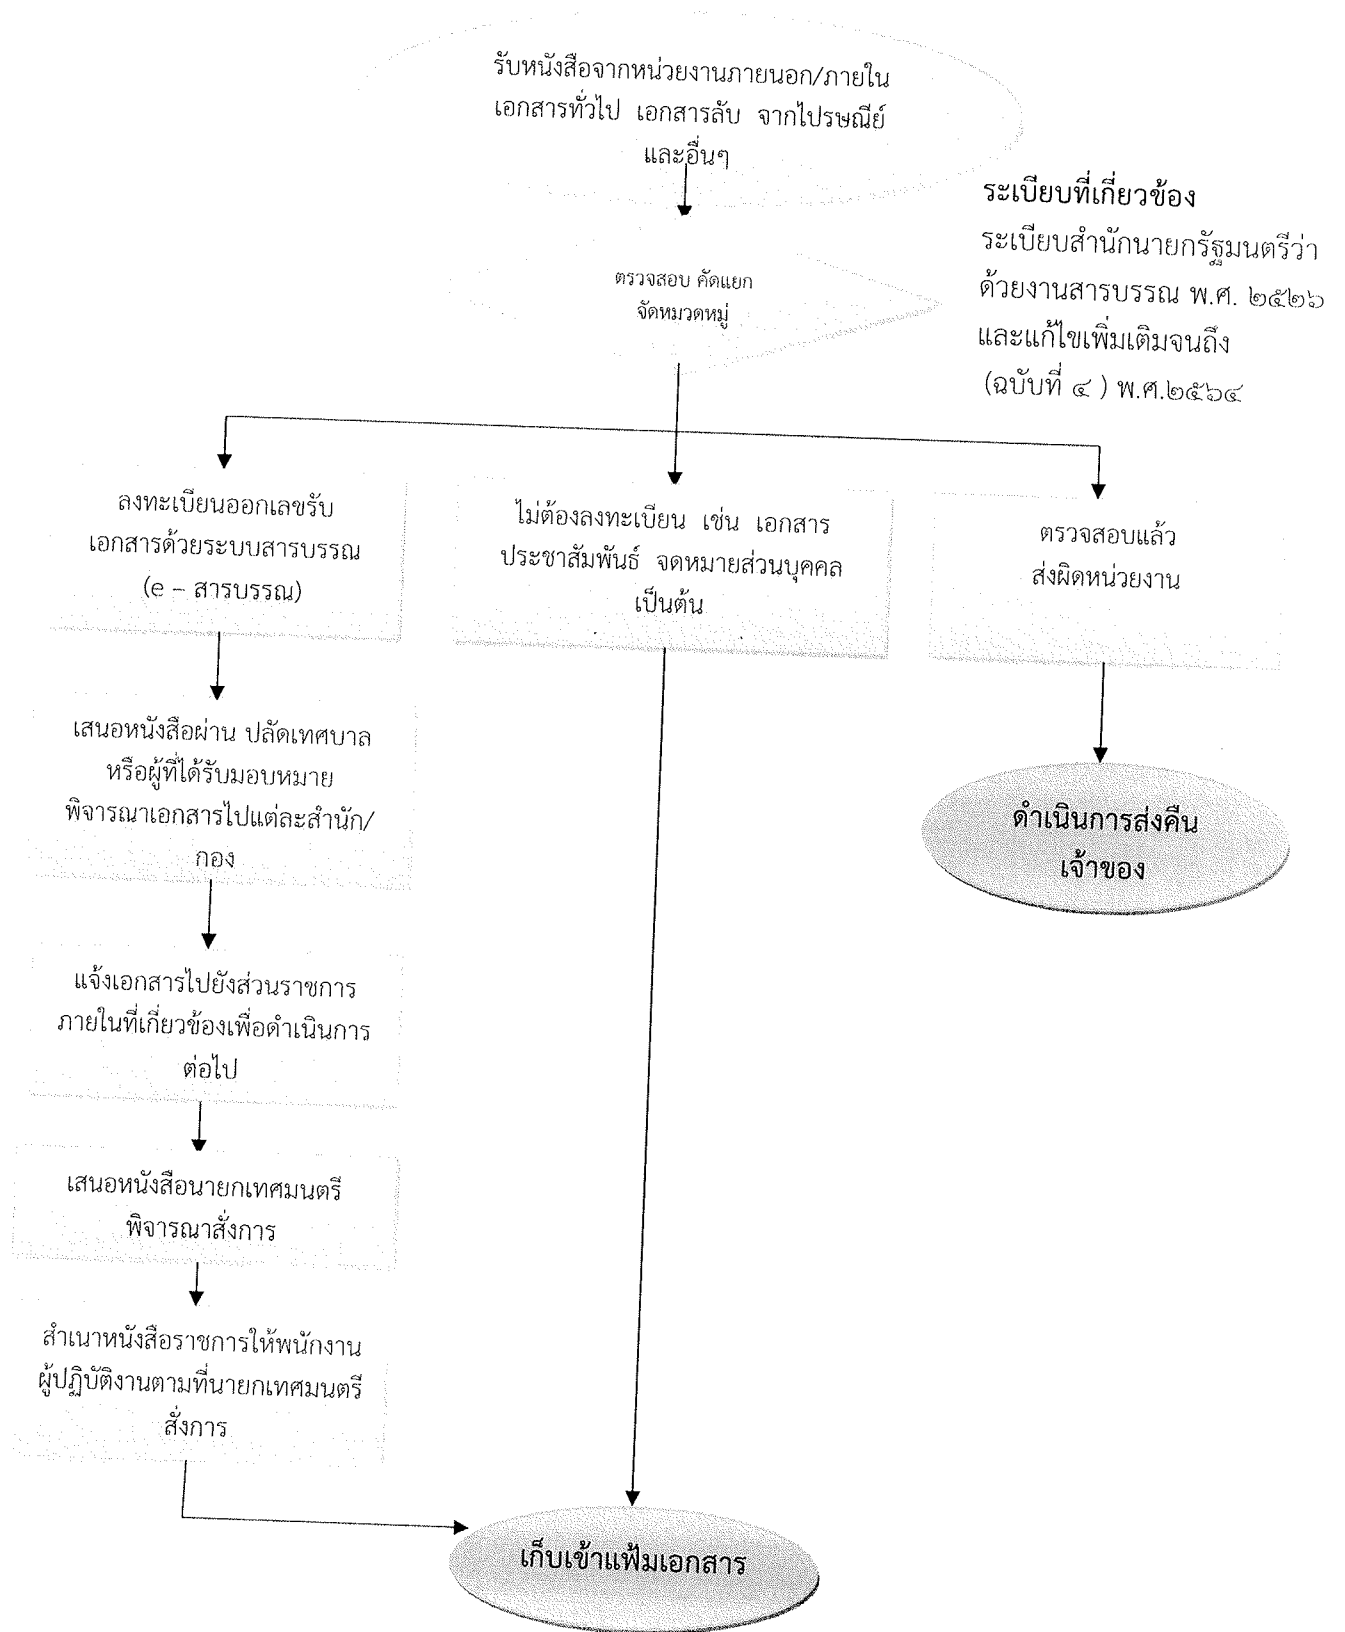 รับหนังสือจากหน่วยงานภายนอก/ภายใน
เอกสารทั่วไป เอกสารลับ จากไปรษณีย์
และอื่นๆ
ระเบียบที่เกี่ยวข้อง
ระเบียบสำนักนายกรัฐมนตรีว่า
ด้วยงานสารบรรณ พ.ศ. ๒๕๒๖
และแก้ไขเพิ่มเติมจนถึง
(ฉบับที่ ๔ ) พ.ศ.๒๕๖๔
ตรวจสอบ คัดแยก
จัดหมวดหมู่
ลงทะเบียนออกเลขรับ
เอกสารด้วยระบบสารบรรณ
(e – สารบรรณ)
ไม่ต้องลงทะเบียน เช่น เอกสาร
ประชาสัมพันธ์ จดหมายส่วนบุคคล
เป็นต้น
ตรวจสอบแล้ว
ส่งผิดหน่วยงาน
เสนอหนังสือผ่าน ปลัดเทศบาล
หรือผู้ที่ได้รับมอบหมาย
พิจารณาเอกสารไปแต่ละสำนัก/
กอง
ดำเนินการส่งคืน
เจ้าของ
แจ้งเอกสารไปยังส่วนราชการ
ภายในที่เกี่ยวข้องเพื่อดำเนินการ
ต่อไป
เสนอหนังสือนายกเทศมนตรี
พิจารณาสั่งการ
สำเนาหนังสือราชการให้พนักงาน
ผู้ปฏิบัติงานตามที่นายกเทศมนตรี
สั่งการ
เก็บเข้าแฟ้มเอกสาร